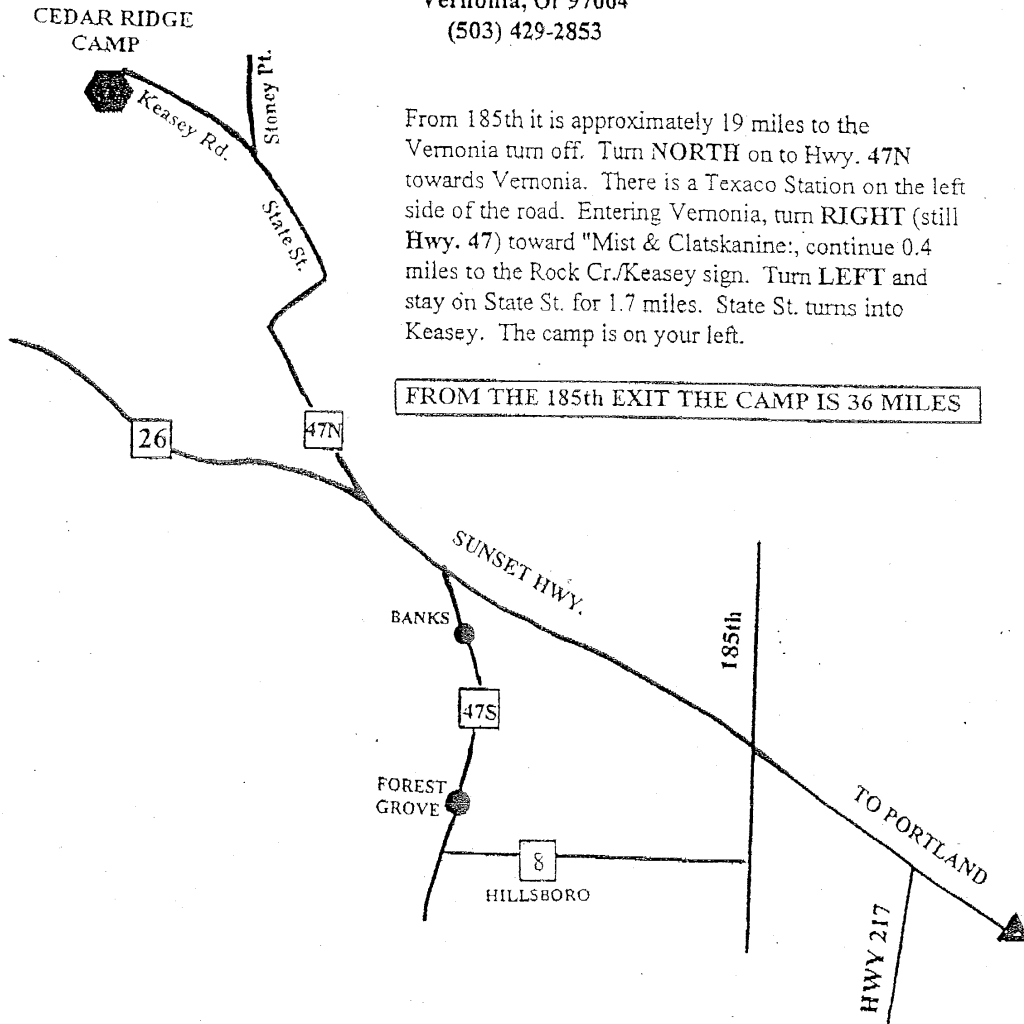 Vernonia, Or 97064
(503) 429-2853
CEDAR RIDGE
CAMP
Keasey Rd.
Stoney Pt.
State St.
From 185th it is approximately 19 miles to the
Vernonia turn off. Turn NORTH on to Hwy. 47N
towards Vernonia. There is a Texaco Station on the left
side of the road. Entering Vernonia, turn RIGHT (still
Hwy. 47) toward "Mist & Clatskanine:, continue 0.4
miles to the Rock Cr./Keasey sign. Turn LEFT and
stay on State St. for 1.7 miles. State St. turns into
Keasey. The camp is on your left.
FROM THE 185th EXIT THE CAMP IS 36 MILES
26
47N
SUNSET HWY.
BANKS
185th
47S
FOREST
GROVE
8
HILLSBORO
TO PORTLAND
HWY 217